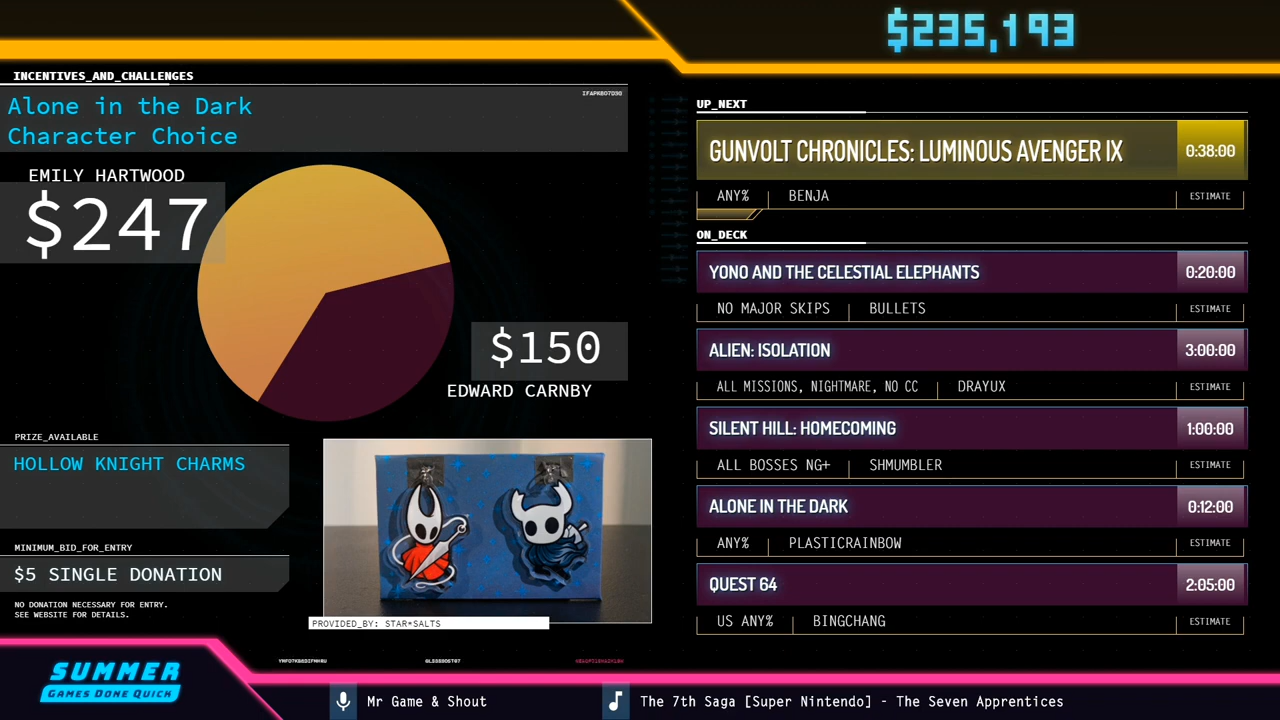 $235,193
INCENTIVES_AND_CHALLENGES
Alone in the Dark
Character Choice
EMILY HARTWOOD
$247
$150
EDWARD CARNBY
PRIZE_AVAILABLE
HOLLOW KNIGHT CHARMS
MINIMUM_BID_FOR_ENTRY
$5 SINGLE DONATION
NO DONATION NECESSARY FOR ENTRY.
SEE WEBSITE FOR DETAILS.
PROVIDED_BY: STAR*SALTS
UP_NEXT
GUNVOLT CHRONICLES: LUMINOUS AVENGER IX 0:38:00
ANY% BENJA ESTIMATE
ON_DECK
YONO AND THE CELESTIAL ELEPHANTS 0:20:00
NO MAJOR SKIPS BULLETS ESTIMATE
ALIEN: ISOLATION 3:00:00
ALL MISSIONS, NIGHTMARE, NO CC DRAYUX ESTIMATE
SILENT HILL: HOMECOMING 1:00:00
ALL BOSSES NG+ SHMUMBLER ESTIMATE
ALONE IN THE DARK 0:12:00
ANY% PLASTICRAINBOW ESTIMATE
QUEST 64 2:05:00
US ANY% BINGCHANG ESTIMATE
SUMMER
GAMES DONE QUICK
Mr Game & Shout
The 7th Saga [Super Nintendo] - The Seven Apprentices